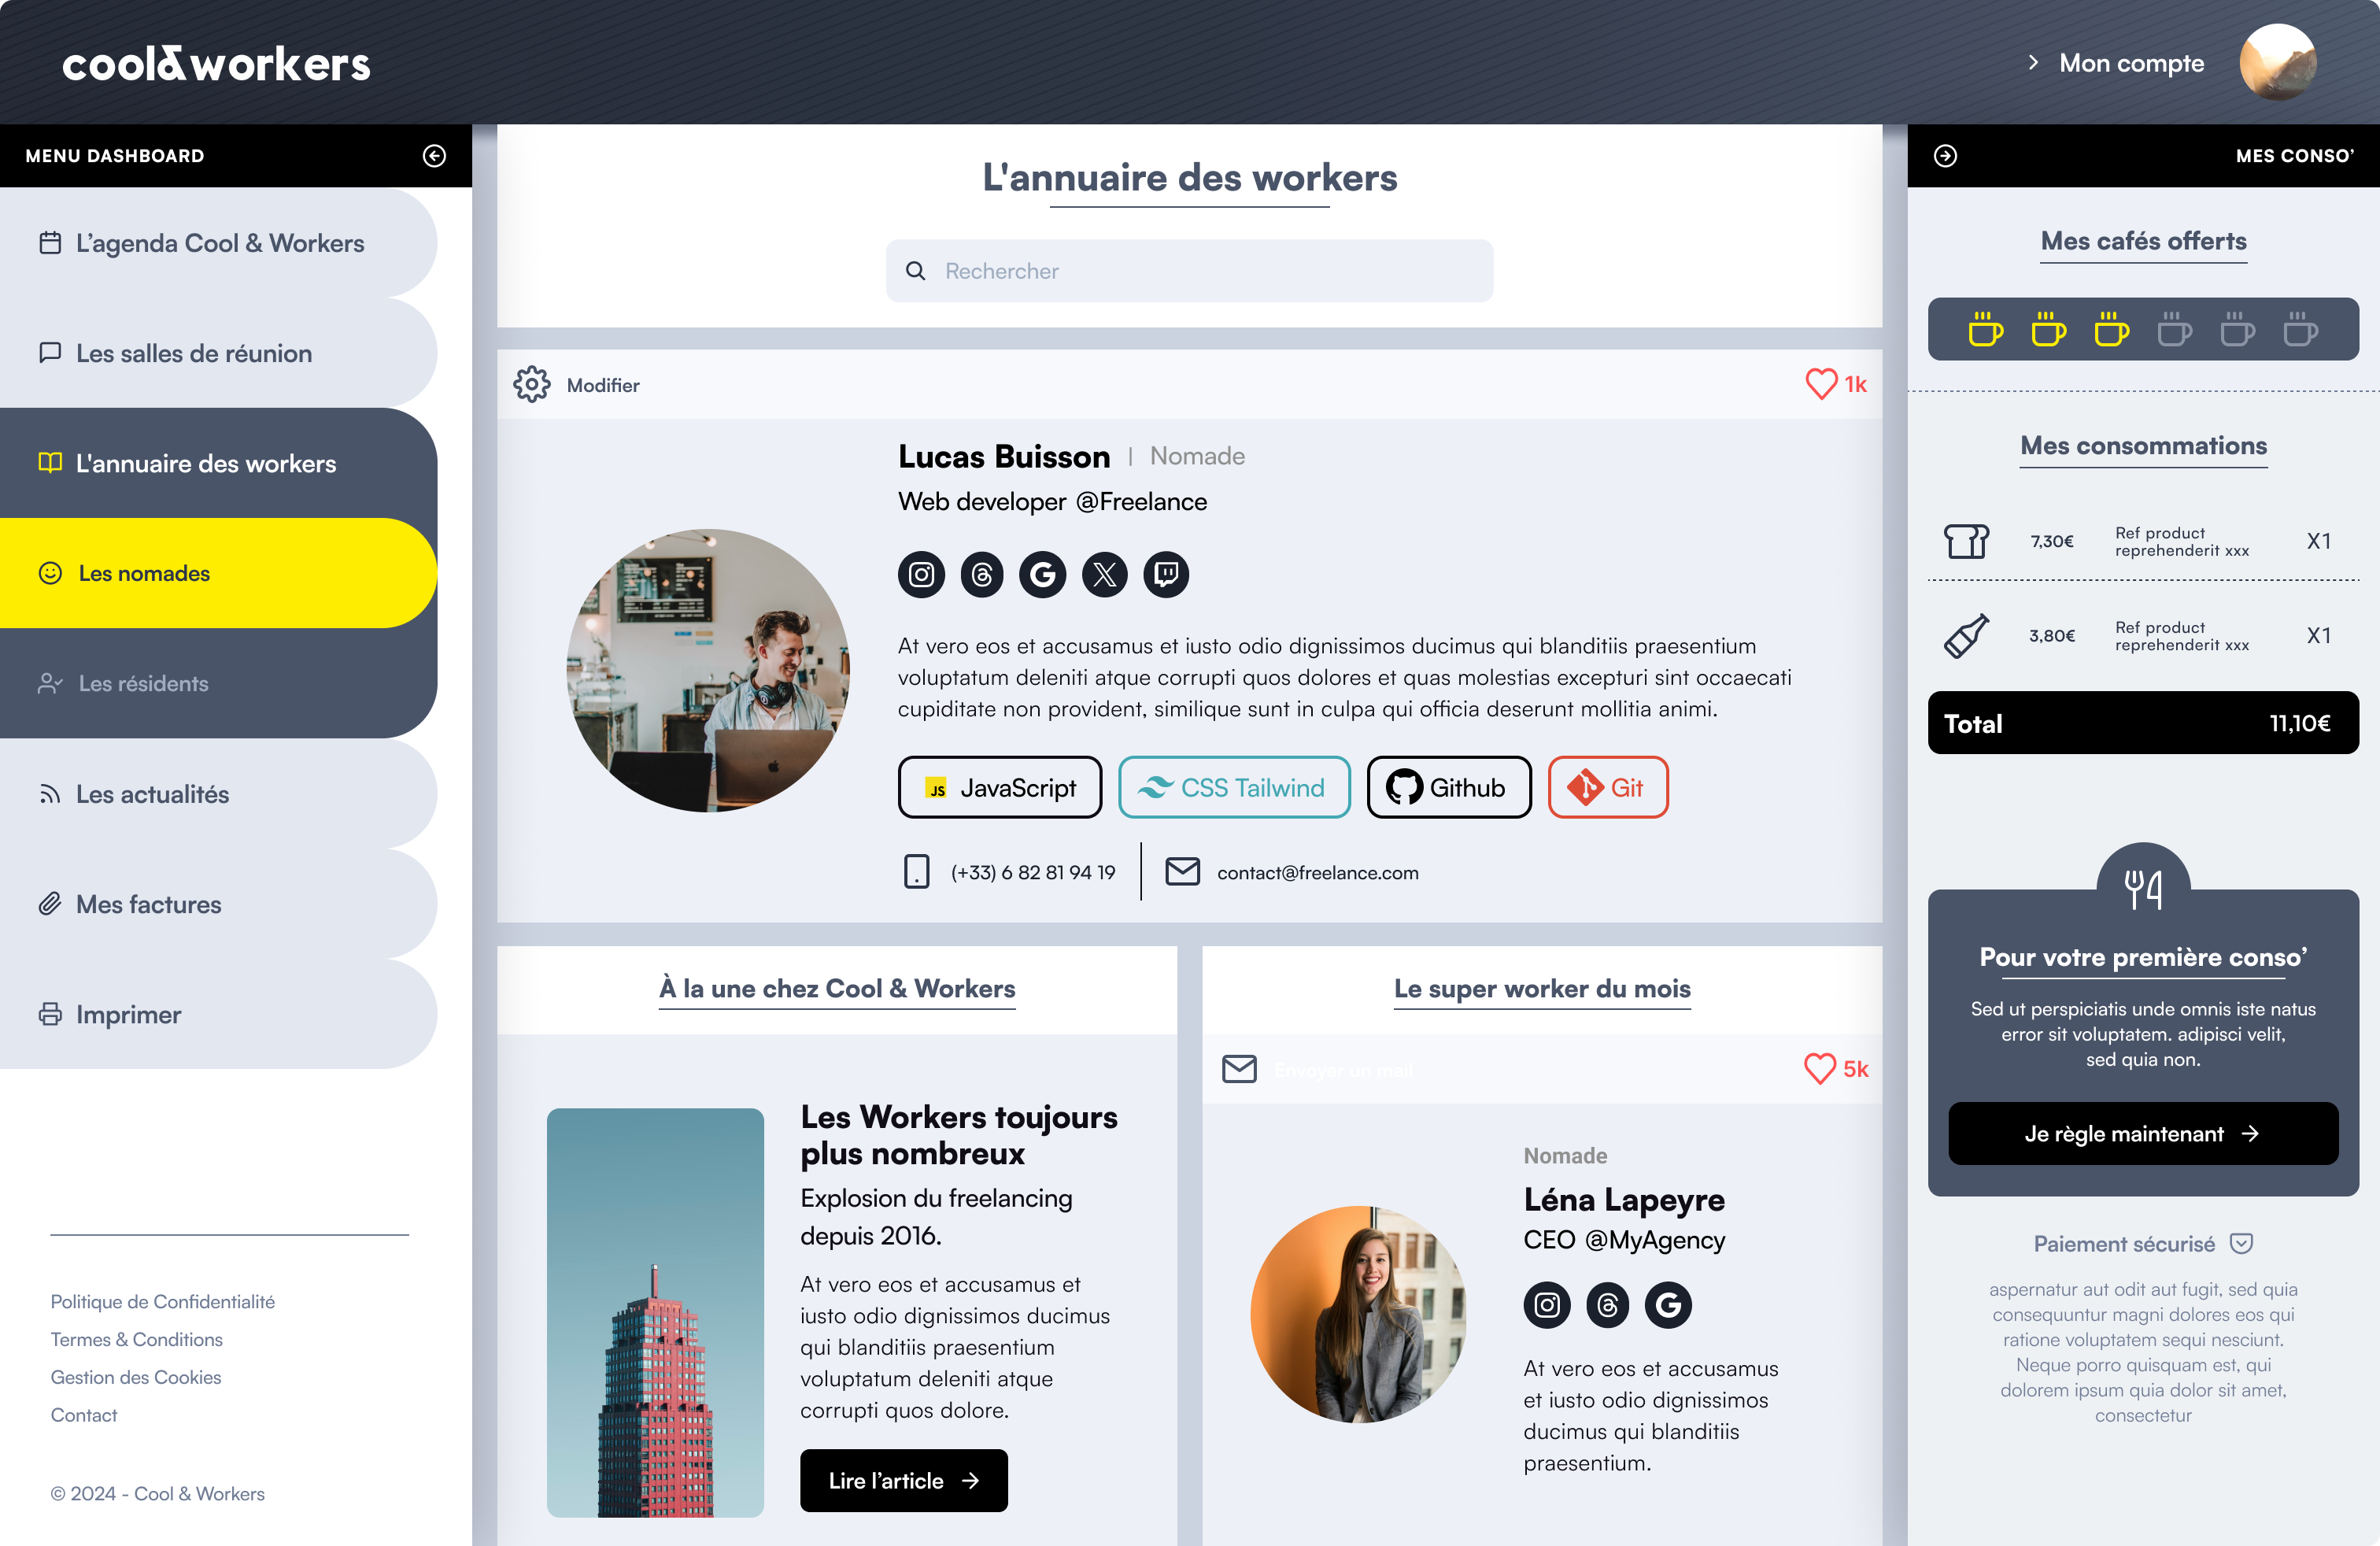 cool&workers
Mon compte
MENU DASHBOARD
L’agenda Cool & Workers
Les salles de réunion
L'annuaire des workers
Les nomades
Les résidents
Les actualités
Mes factures
Imprimer
Politique de Confidentialité
Termes & Conditions
Gestion des Cookies
Contact
© 2024 - Cool & Workers
L'annuaire des workers
Rechercher
Modifier
1k
Lucas Buisson | Nomade
Web developer @Freelance
At vero eos et accusamus et iusto odio dignissimos ducimus qui blanditiis praesentium
voluptatum deleniti atque corrupti quos dolores et quas molestias excepturi sint occaecati
cupiditate non provident, similique sunt in culpa qui officia deserunt mollitia animi.
JS JavaScript
CSS Tailwind
Github
Git
(+33) 6 82 81 94 19
contact@freelance.com
À la une chez Cool & Workers
Les Workers toujours
plus nombreux
Explosion du freelancing
depuis 2016.
At vero eos et accusamus et
iusto odio dignissimos ducimus
qui blanditiis praesentium
voluptatum deleniti atque
corrupti quos dolore.
Lire l’article
Le super worker du mois
Envoyer un mail
5k
Nomade
Léna Lapeyre
CEO @MyAgency
At vero eos et accusamus
et iusto odio dignissimos
ducimus qui blanditiis
praesentium.
MES CONSO’
Mes cafés offerts
Mes consommations
7,30€
Ref product
reprehenderit xxx
X1
3,80€
Ref product
reprehenderit xxx
X1
Total
11,10€
Pour votre première conso’
Sed ut perspiciatis unde omnis iste natus
error sit voluptatem. adipisci velit,
sed quia non.
Je règle maintenant
Paiement sécurisé
aspernatur aut odit aut fugit, sed quia
consequuntur magni dolores eos qui
ratione voluptatem sequi nesciunt.
Neque porro quisquam est, qui
dolorem ipsum quia dolor sit amet,
consectetur